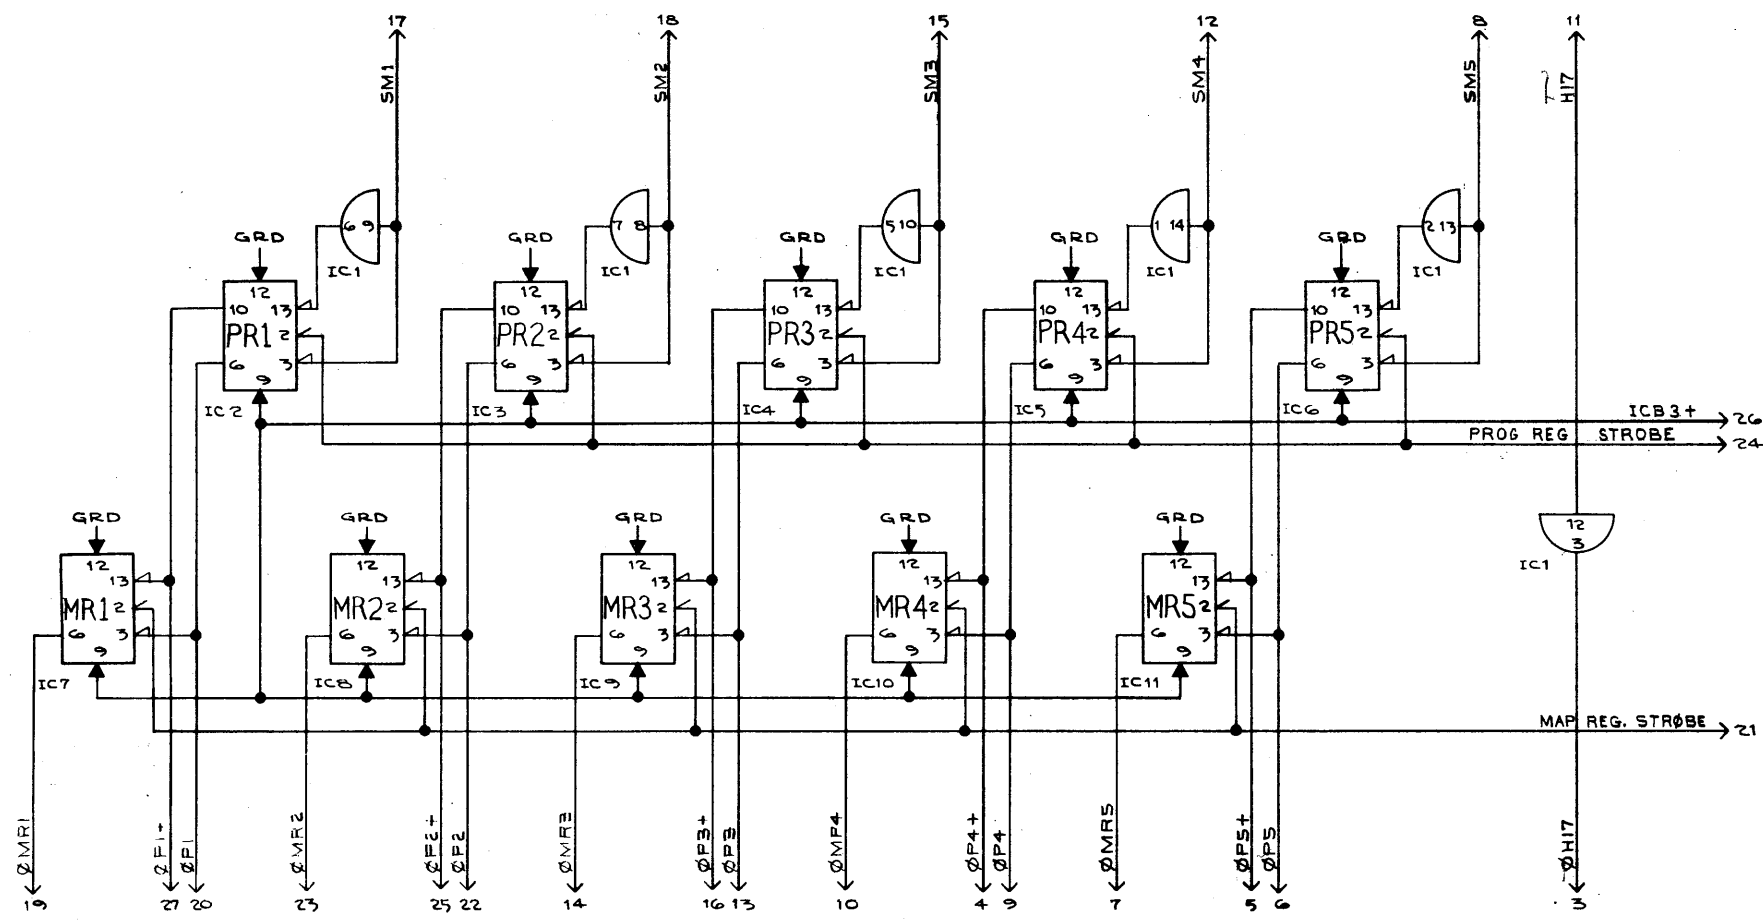 17 18 15 12 8 11
SM1 SM2 SM3 SM4 SM5 H17
6 9 7 8 5 10 1 14 2 13
GRD GRD GRD GRD GRD
IC1 IC1 IC1 IC1 IC1
12 12 12 12 12
10 13 10 13 10 13 10 13 10 13
PR1 2 PR2 2 PR3 2 PR4 2 PR5 2
6 3 6 3 6 3 6 3 6 3
9 9 9 9 9
IC2 IC3 IC4 IC5 IC6
ICB3+ 26
PROG REG STROBE 24
GRD GRD GRD GRD GRD
12
3
IC1
12 12 12 12 12
13 13 13 13 13
MR1 2 MR2 2 MR3 2 MR4 2 MR5 2
6 3 6 3 6 3 6 3 6 3
9 9 9 9 9
IC7 IC8 IC9 IC10 IC11
MAP REG. STRØBE 21
ØMR1 ØP1+ ØP1 ØMR2 ØP2+ ØP2 ØMR3 ØP3+ ØP3 ØMP4 ØP4+ ØP4 ØMR5 ØP5+ ØP5 ØH17
19 27 20 23 25 22 14 16 13 10 4 9 7 5 6 3